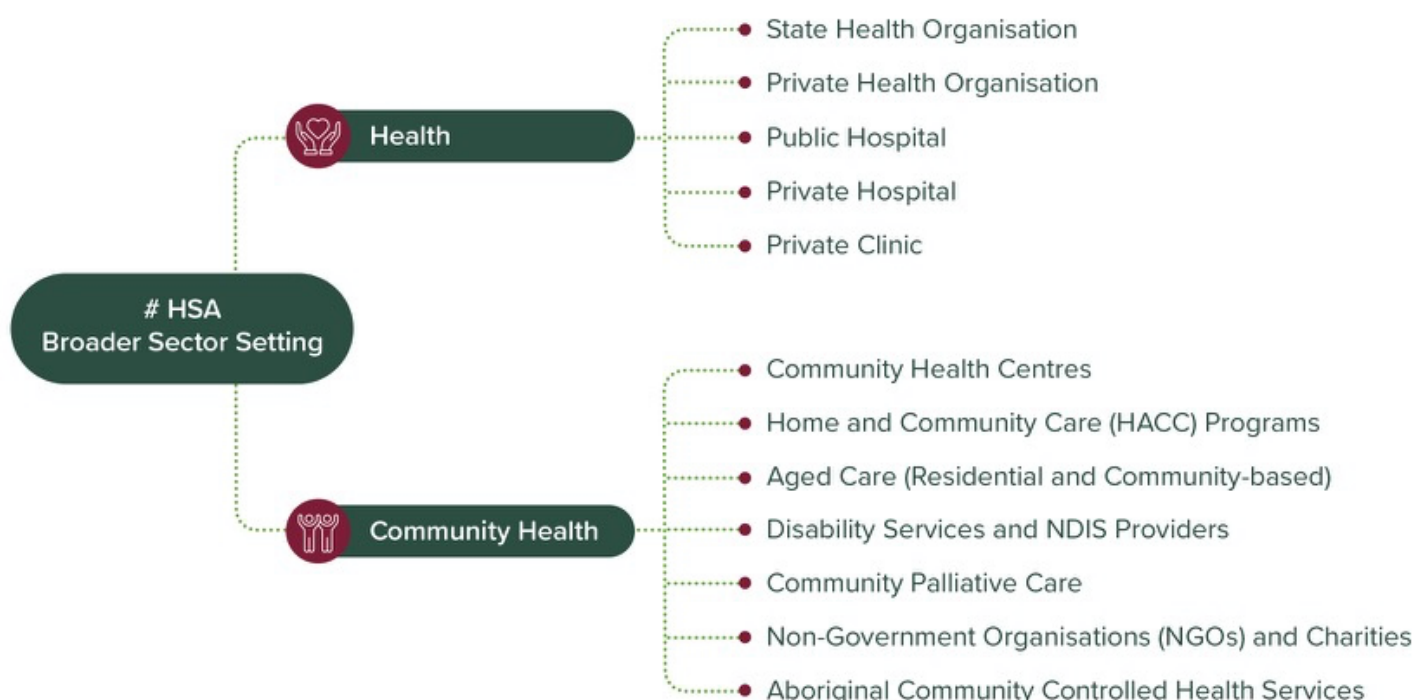 # HSA
Broader Sector Setting
Health
State Health Organisation
Private Health Organisation
Public Hospital
Private Hospital
Private Clinic
Community Health
Community Health Centres
Home and Community Care (HACC) Programs
Aged Care (Residential and Community-based)
Disability Services and NDIS Providers
Community Palliative Care
Non-Government Organisations (NGOs) and Charities
Aboriginal Community Controlled Health Services